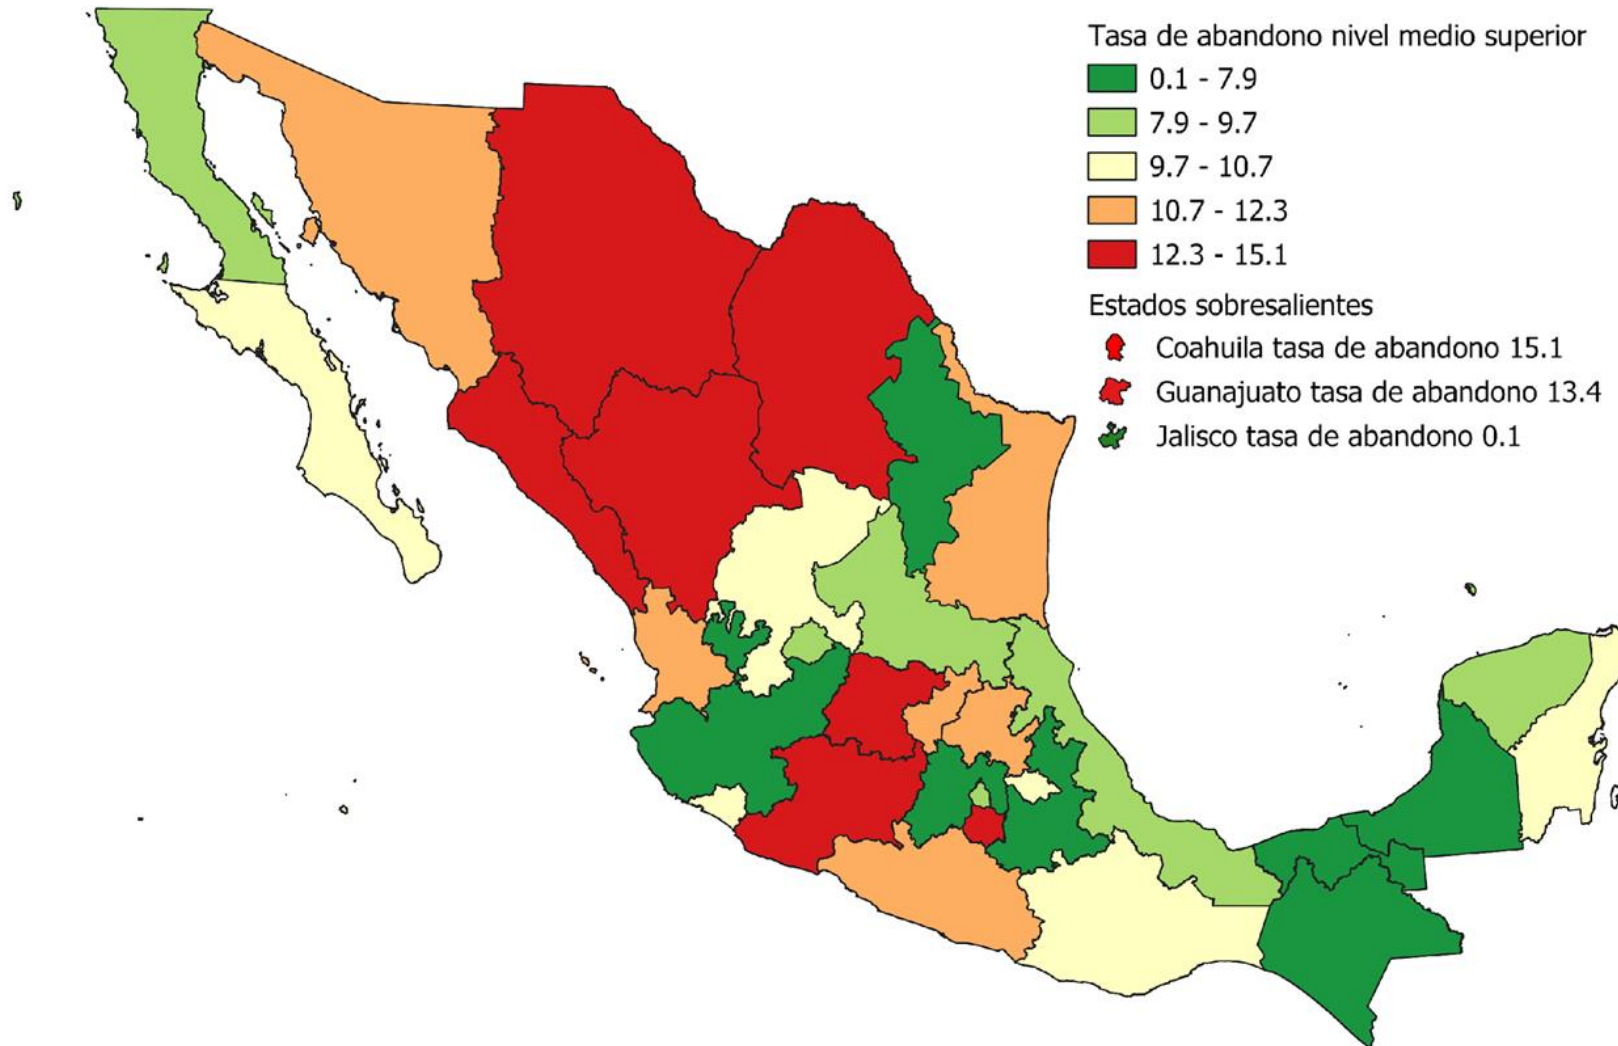 Tasa de abandono nivel medio superior
0.1 - 7.9
7.9 - 9.7
9.7 - 10.7
10.7 - 12.3
12.3 - 15.1
Estados sobresalientes
Coahuila tasa de abandono 15.1
Guanajuato tasa de abandono 13.4
Jalisco tasa de abandono 0.1